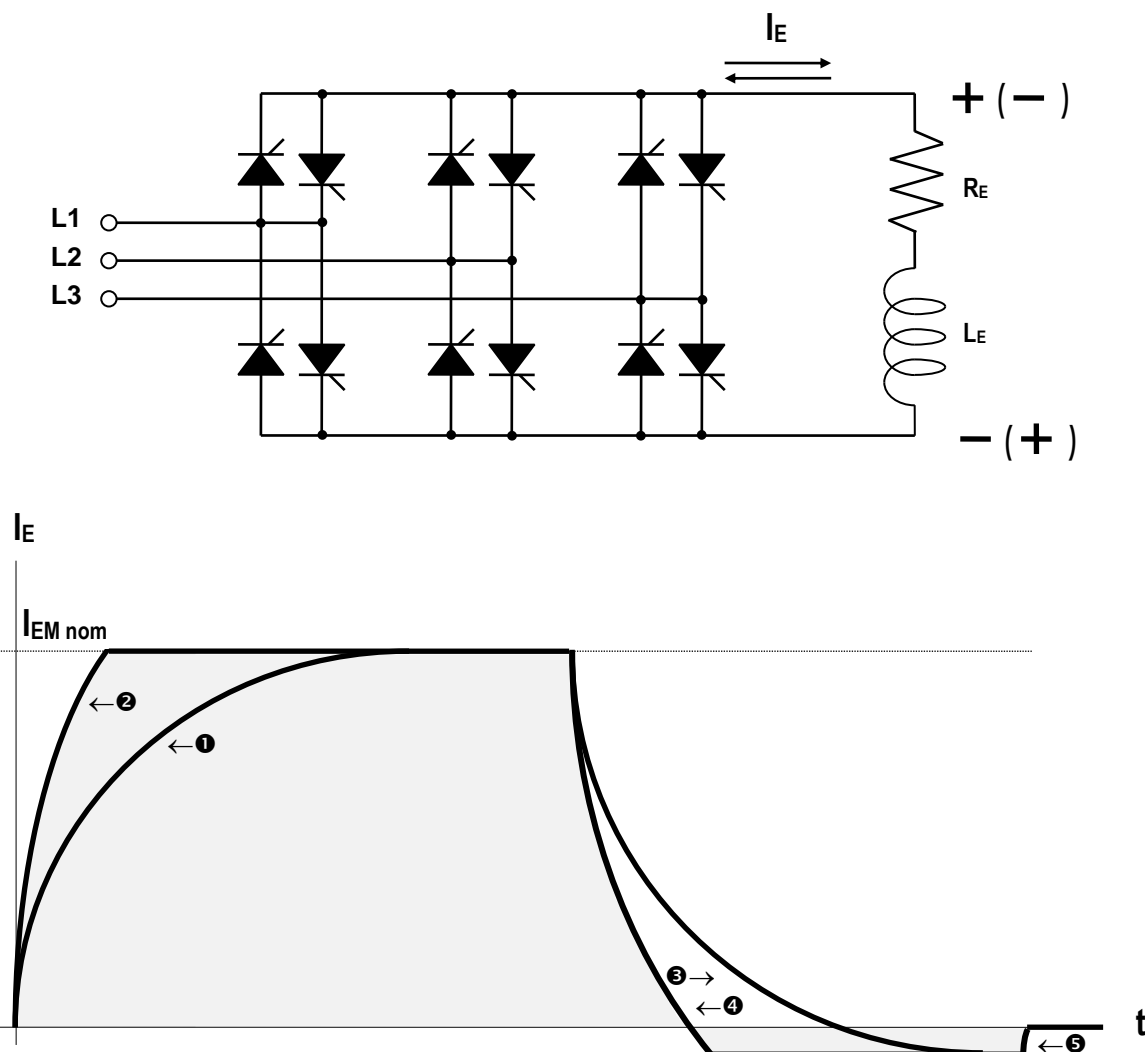 IE
+ (−)
RE
L1
L2
L3
LE
− (+)
IE
IEM nom
←❷
←❶
❸→
←❹
t
←❺